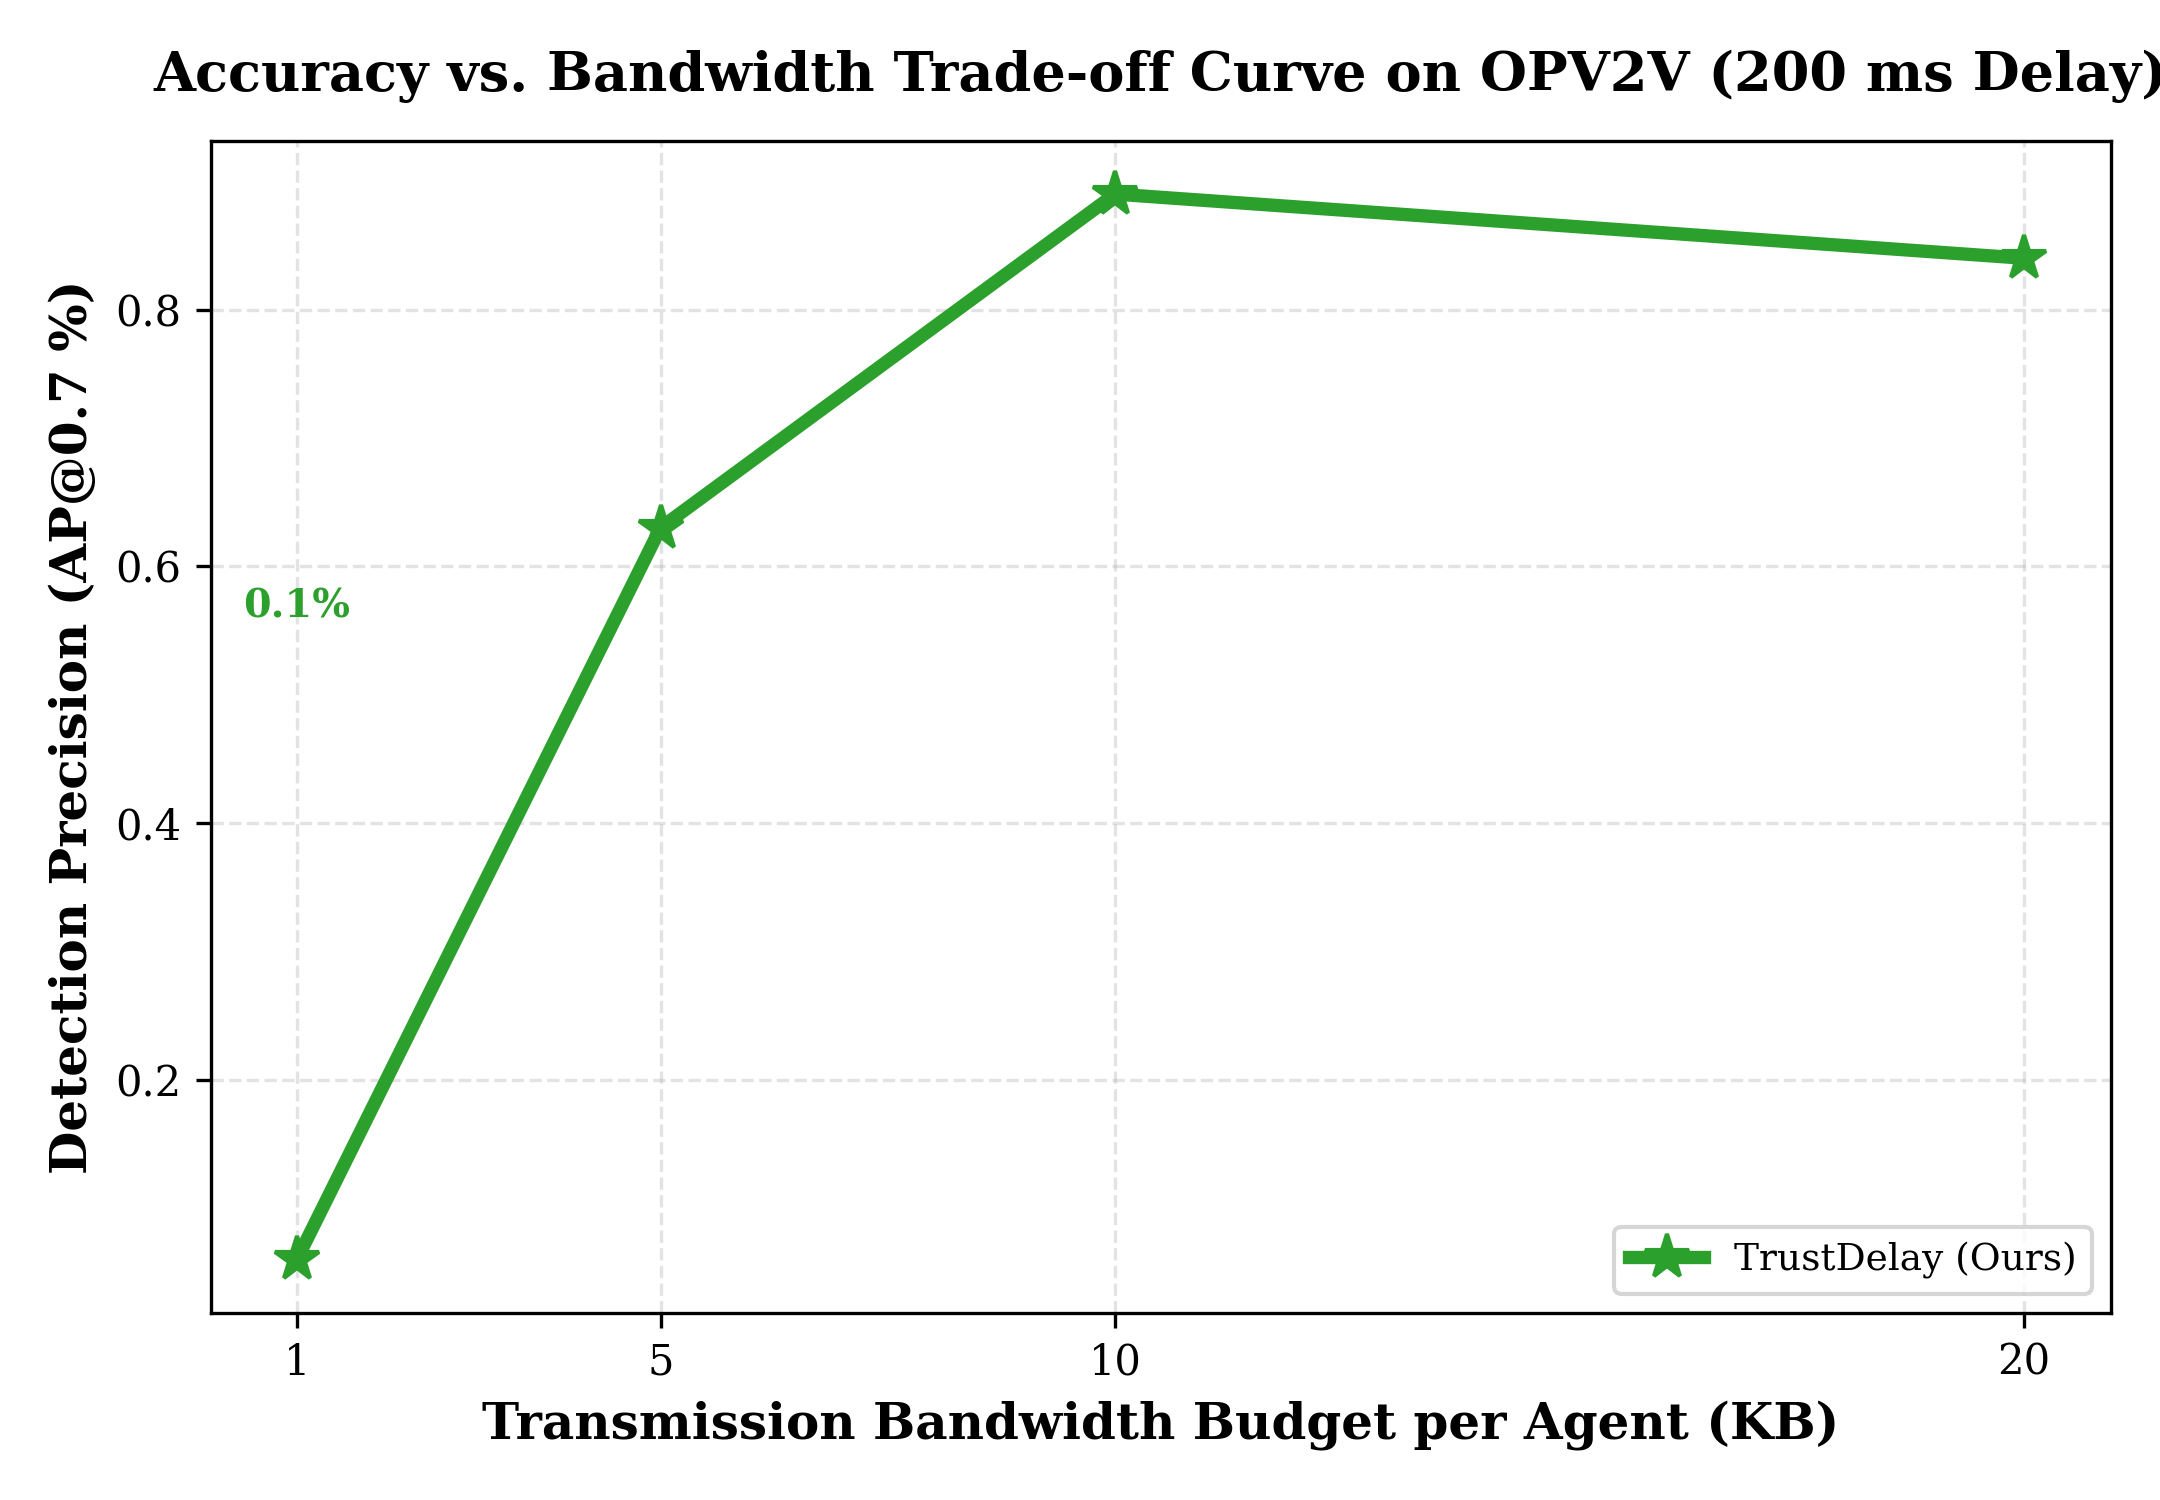 Accuracy vs. Bandwidth Trade-off Curve on OPV2V (200 ms Delay)
Detection Precision (AP@0.7 %)
0.8
0.6
0.4
0.2
0.1%
TrustDelay (Ours)
1
5
10
20
Transmission Bandwidth Budget per Agent (KB)